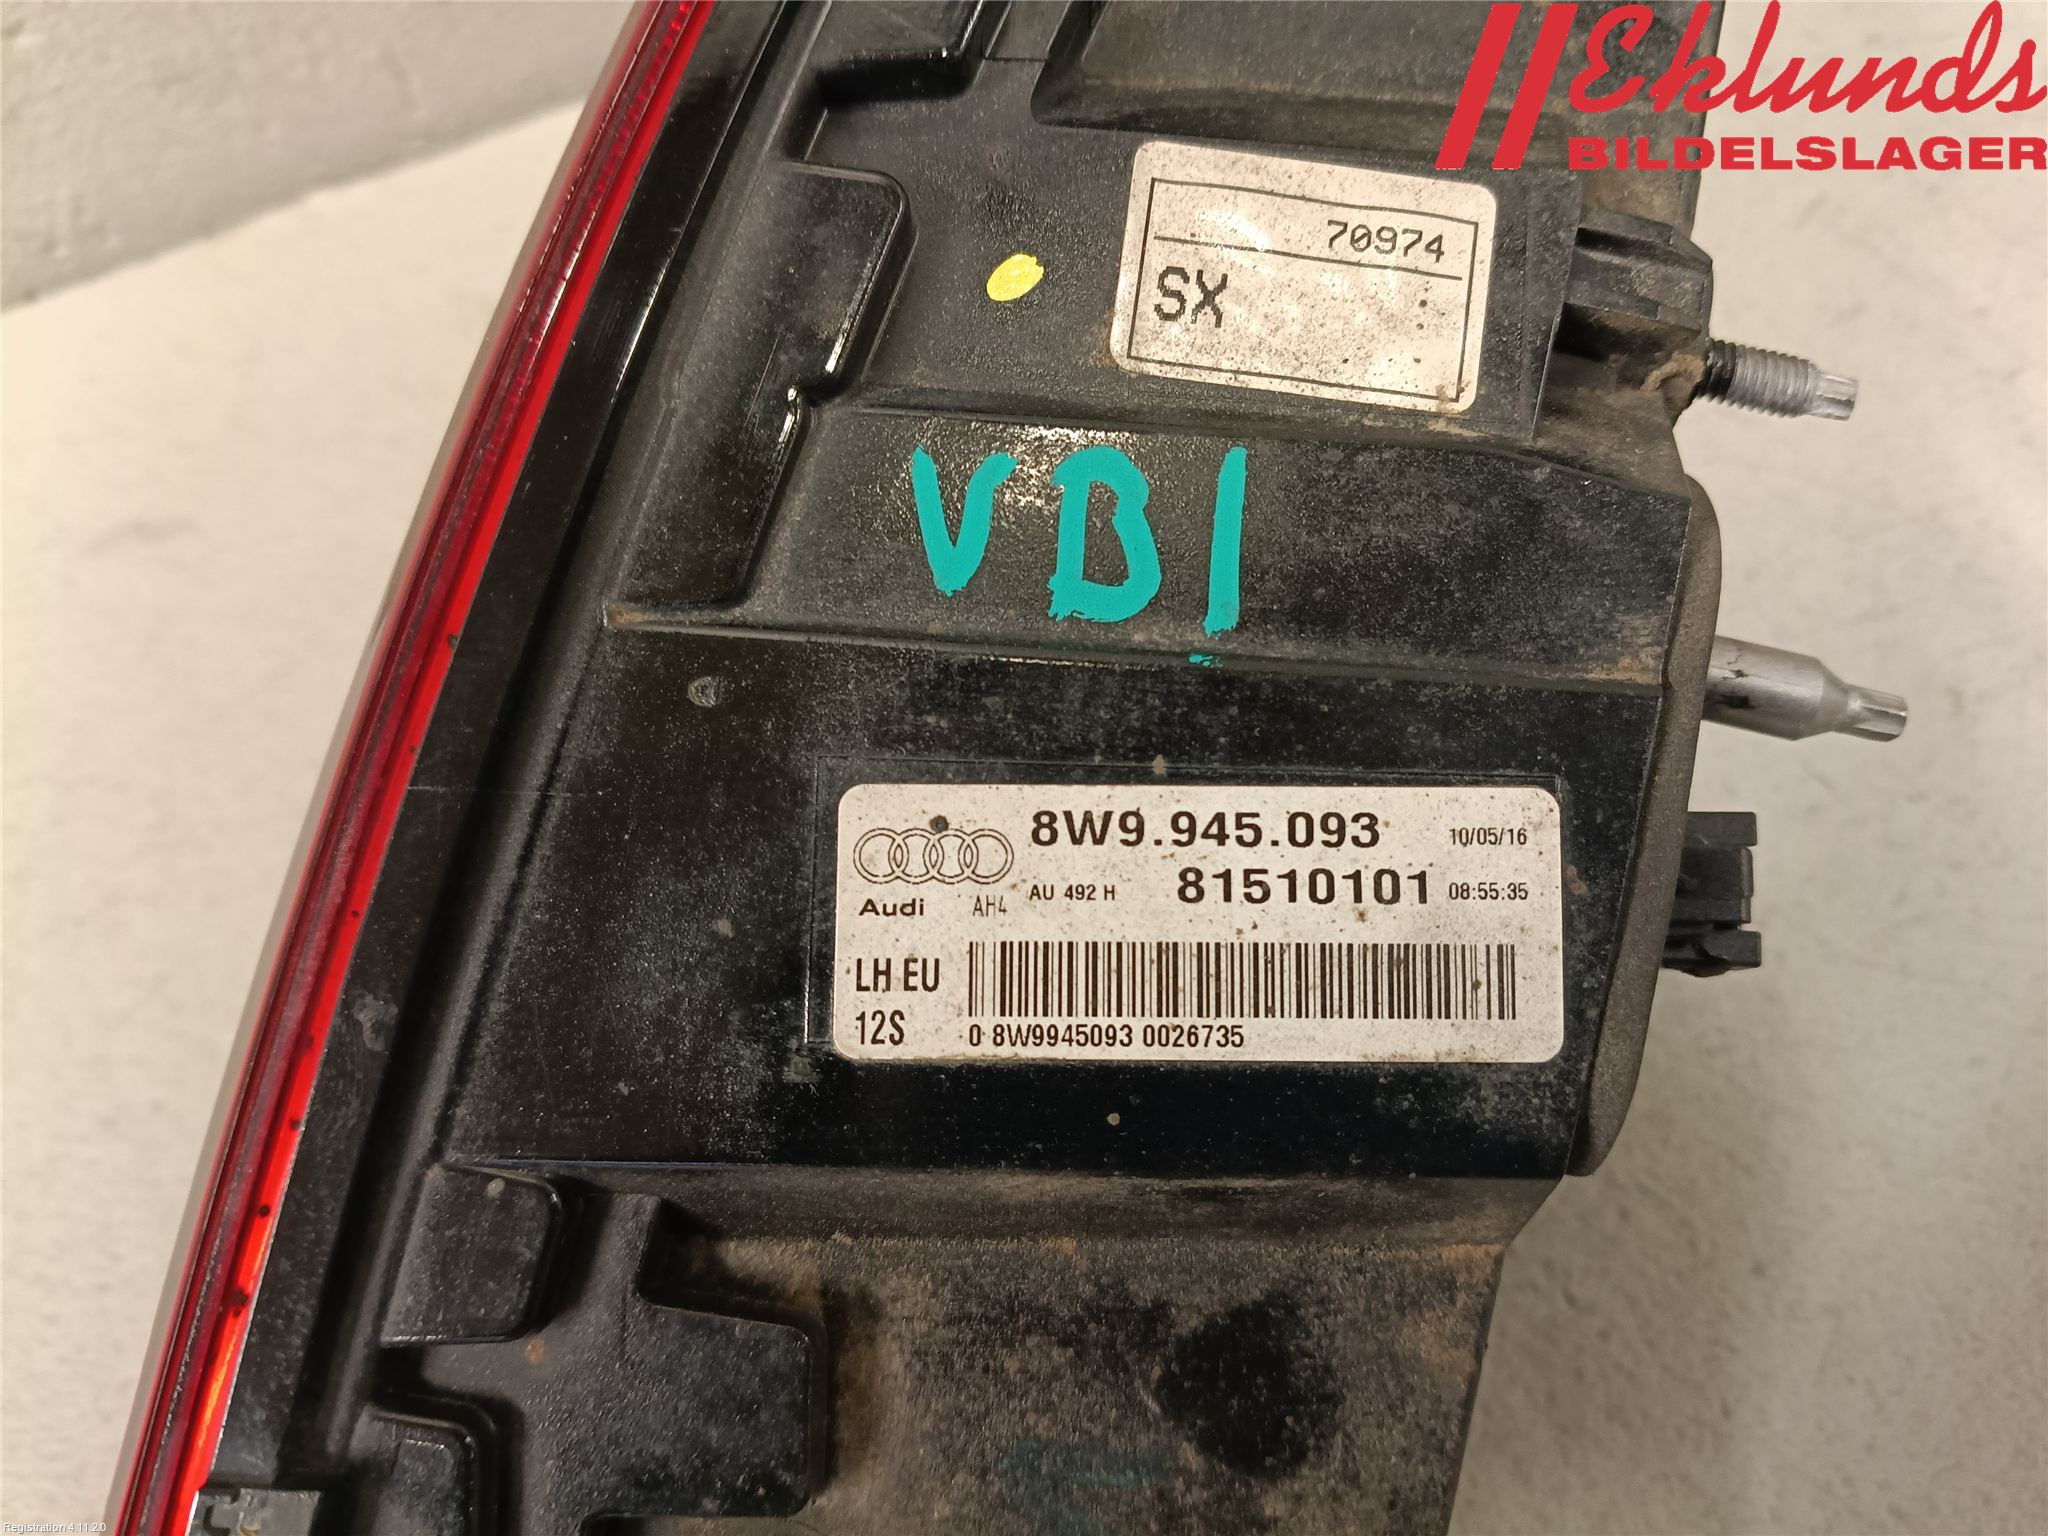 Eklunds
BILDELSLAGER
70974
SX
VBI
8W9.945.093 10/05/16
Audi AH4 AU 492 H 81510101 08:55:35
LH EU
12S 0 8W9945093 0026735
Registration 4.11.2.0